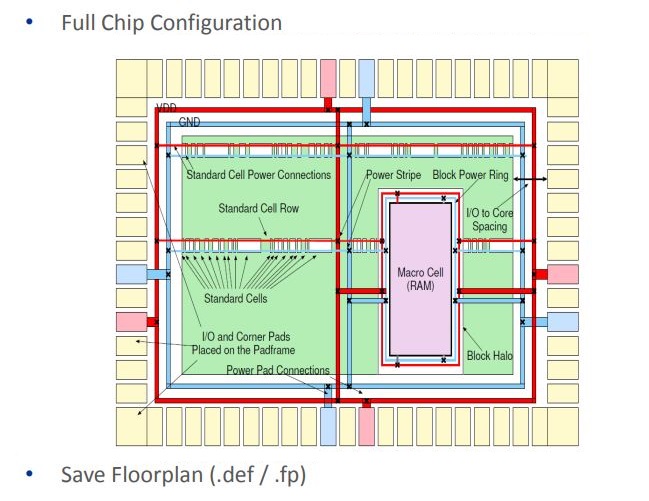 • Full Chip Configuration
VDD
GND
Standard Cell Power Connections
Power Stripe
Block Power Ring
Standard Cell Row
I/O to Core
Spacing
Macro Cell
(RAM)
Standard Cells
I/O and Corner Pads
Placed on the Padframe
Block Halo
Power Pad Connections
• Save Floorplan (.def / .fp)